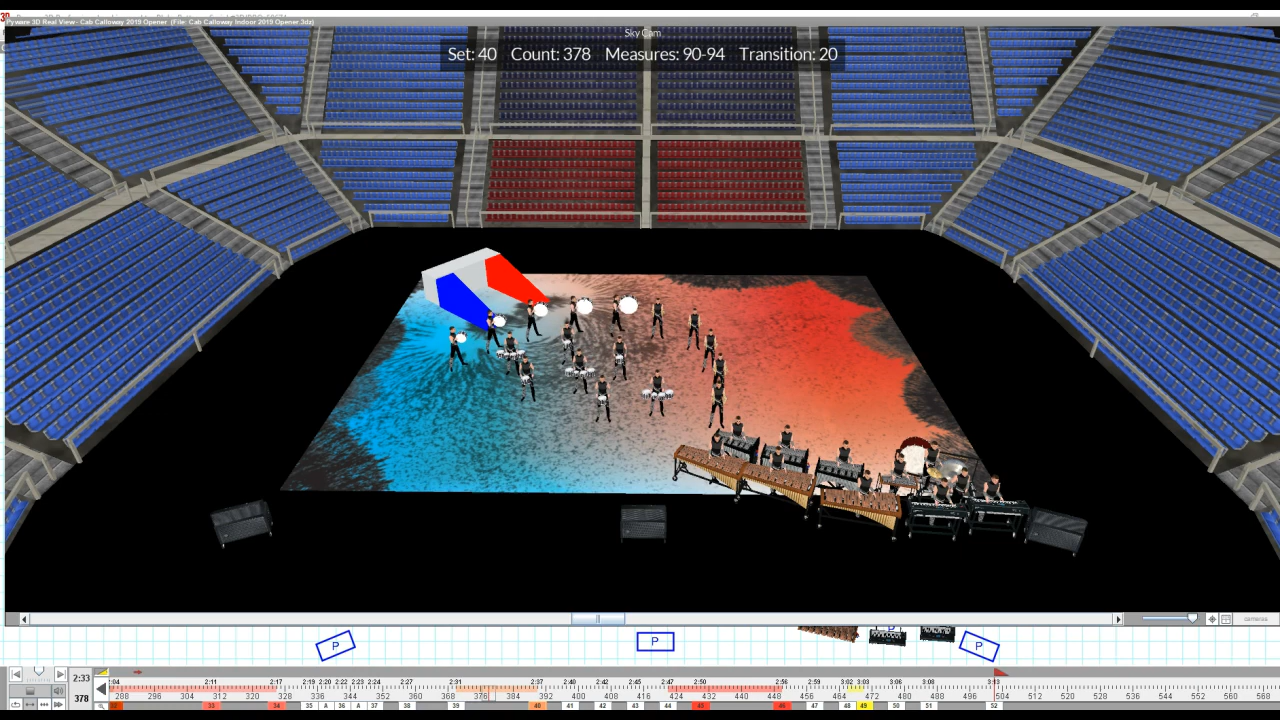 Pyware 3D Real View - Cab Calloway 2019 Opener (File: Cab Calloway Indoor 2019 Opener.3dz)
Sky Cam
Set: 40 Count: 378 Measures: 90-94 Transition: 20
cameras
P P P P
2:33
378
:04 2:11 2:17 2:19 2:20 2:22 2:23 2:24 2:27 2:31 2:37 2:40 2:42 2:45 2:47 2:50 2:56 2:59 3:02 3:03 3:06 3:08
288 296 304 312 320 328 336 344 352 360 368 376 384 392 400 408 416 424 432 440 448 456 464 472 480 488 496 504 512 520 528 536 544 552 560 568
32 33 34 35 A 36 A 37 38 39 40 41 42 43 44 45 46 47 48 49 50 51 52